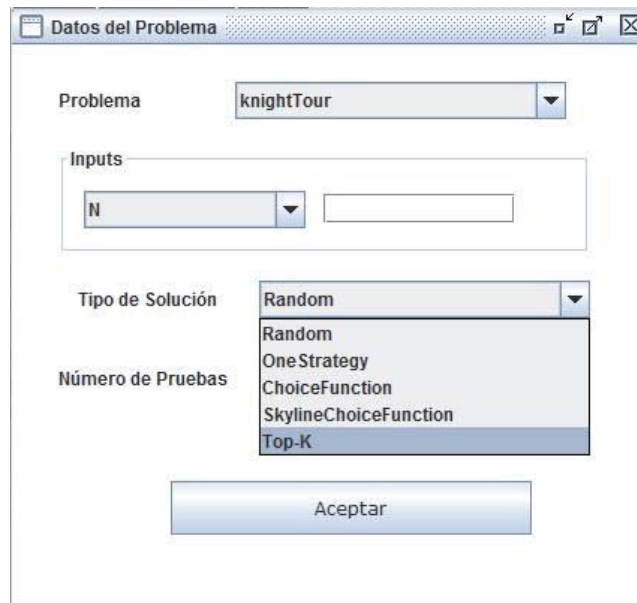 Datos del Problema
Problema knightTour
Inputs
N
Tipo de Solución Random
Random
OneStrategy
Número de Pruebas ChoiceFunction
SkylineChoiceFunction
Top-K
Aceptar